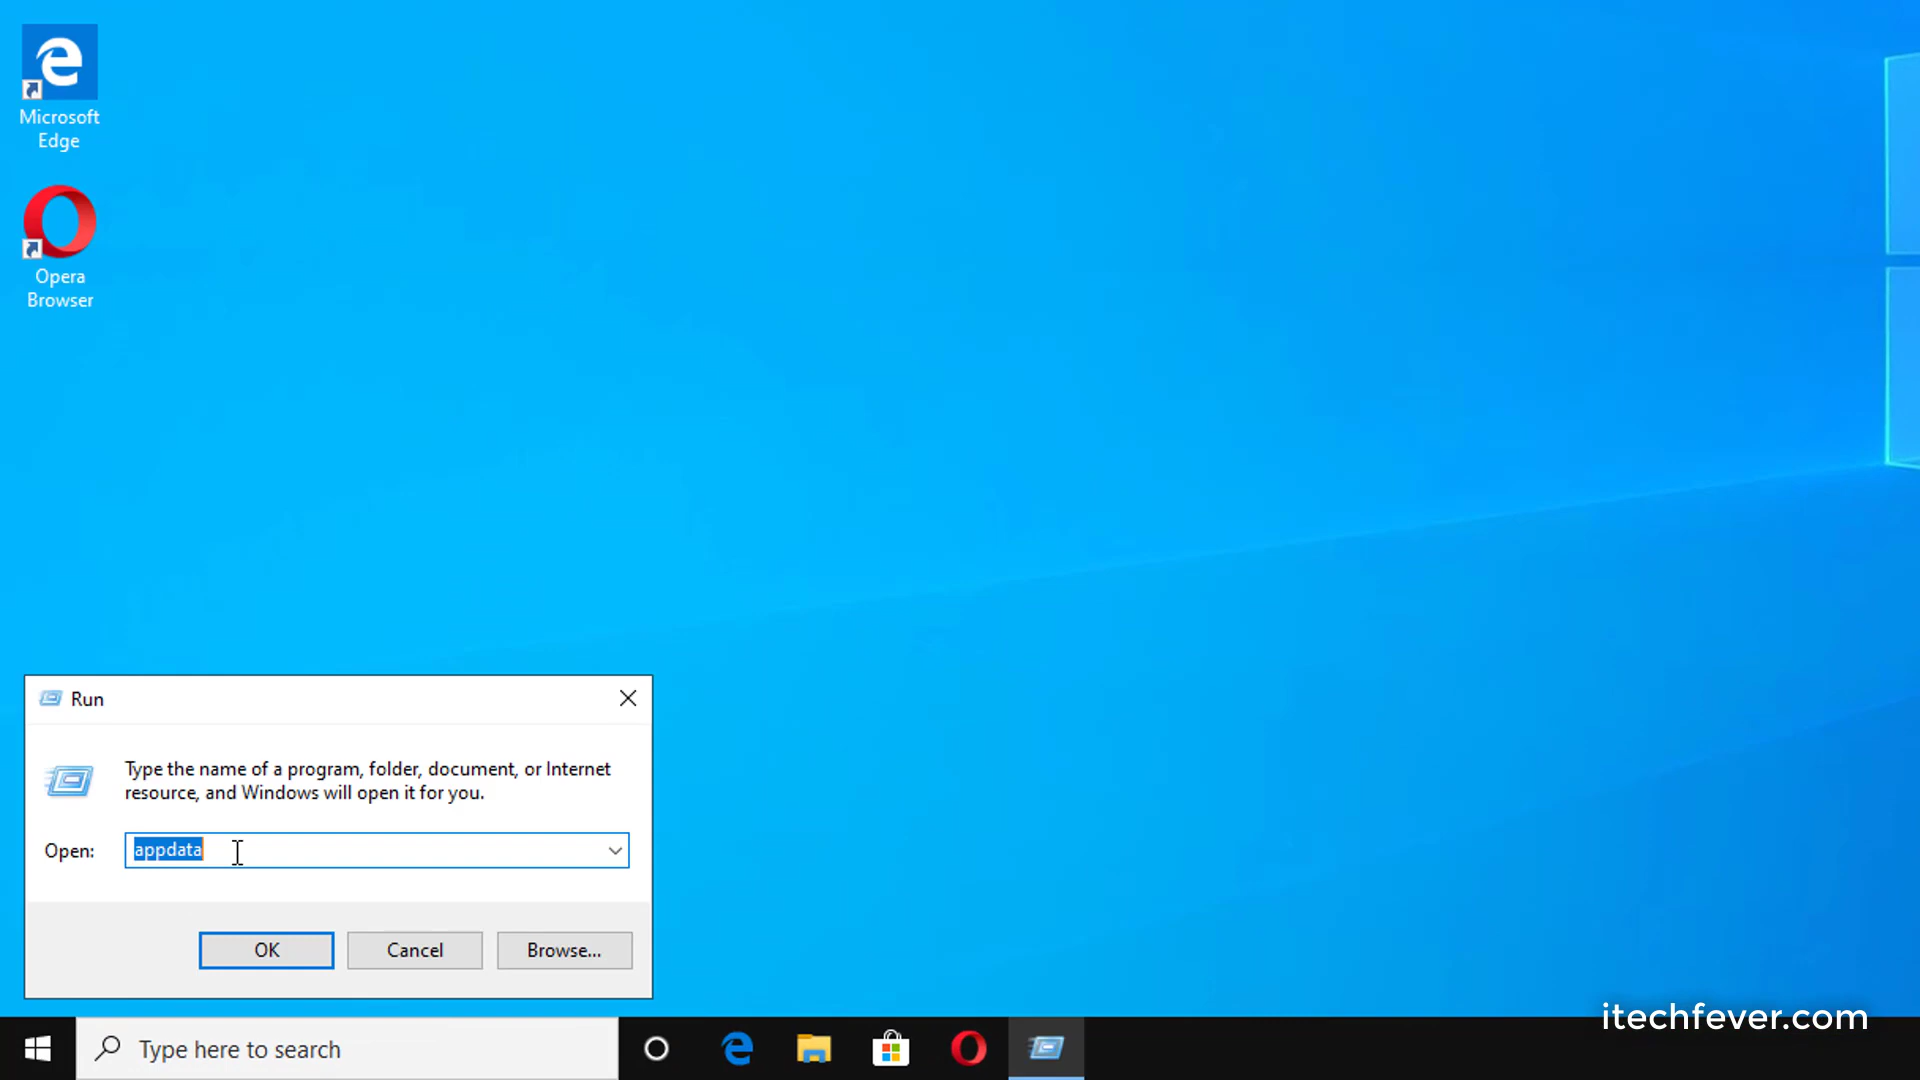 Microsoft
Edge
Opera
Browser
Run
Type the name of a program, folder, document, or Internet
resource, and Windows will open it for you.
Open:
appdata
OK
Cancel
Browse...
itechfever.com
Type here to search